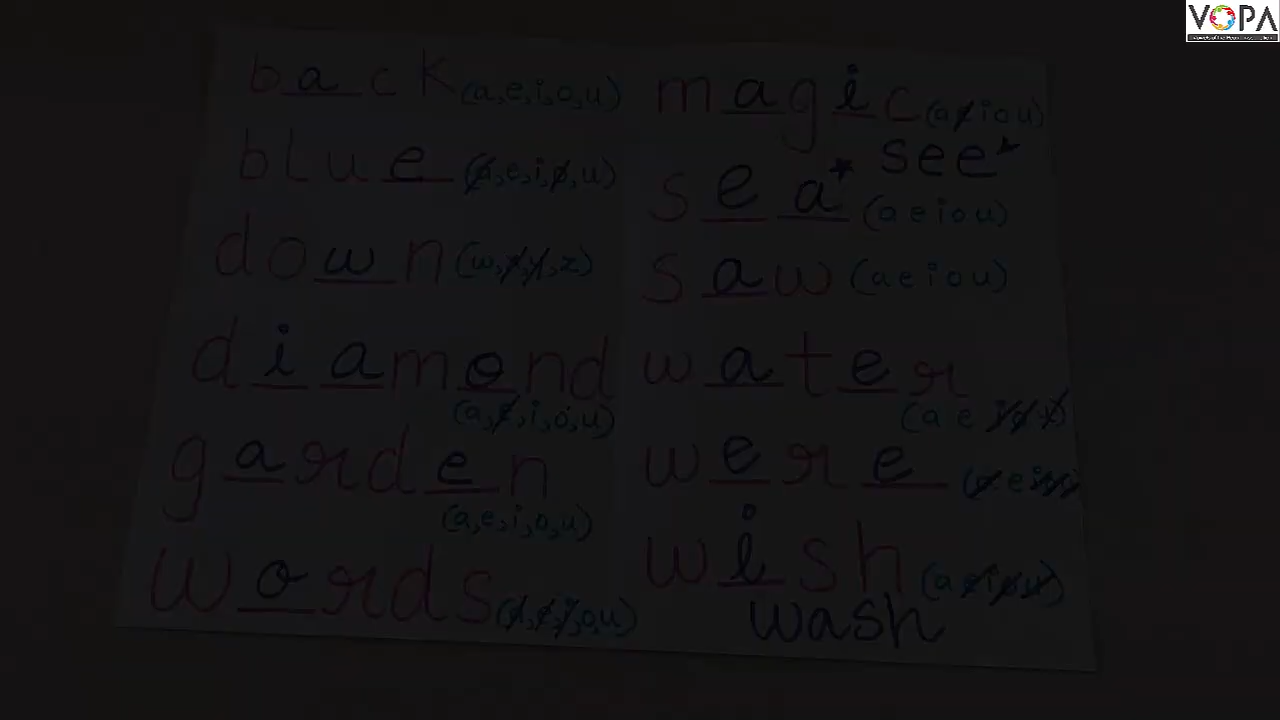 VOPA
back (a,e,i,o,u)
blue (a,e,i,o,u)
down (w,x,y,z)
diamond
(a,e,i,o,u)
garden
(a,e,i,o,u)
words (a,e,i,o,u)
magic (a e i o u)
see*
sea* (a e i o u)
saw (a e i o u)
water
(a e i o u)
were (a e i o u)
wish (a e i o u)
wash